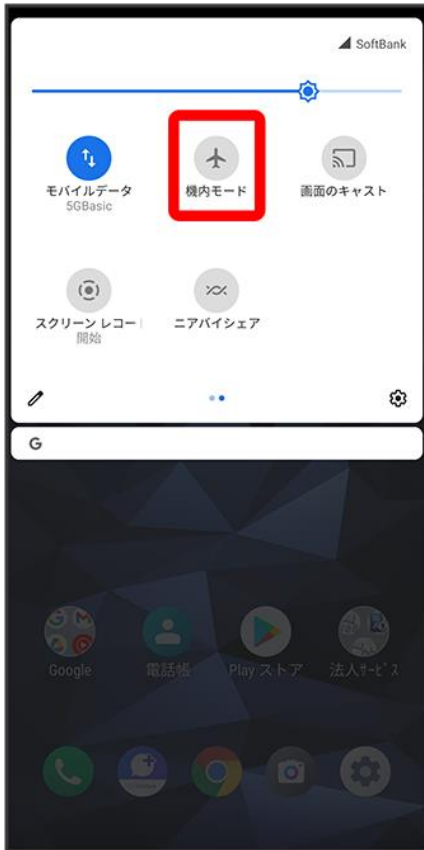 SoftBank
モバイルデータ
5GBasic
機内モード
画面のキャスト
スクリーン レコー
開始
ニアバイシェア
G
Google
電話帳
Play ストア
法人サービス